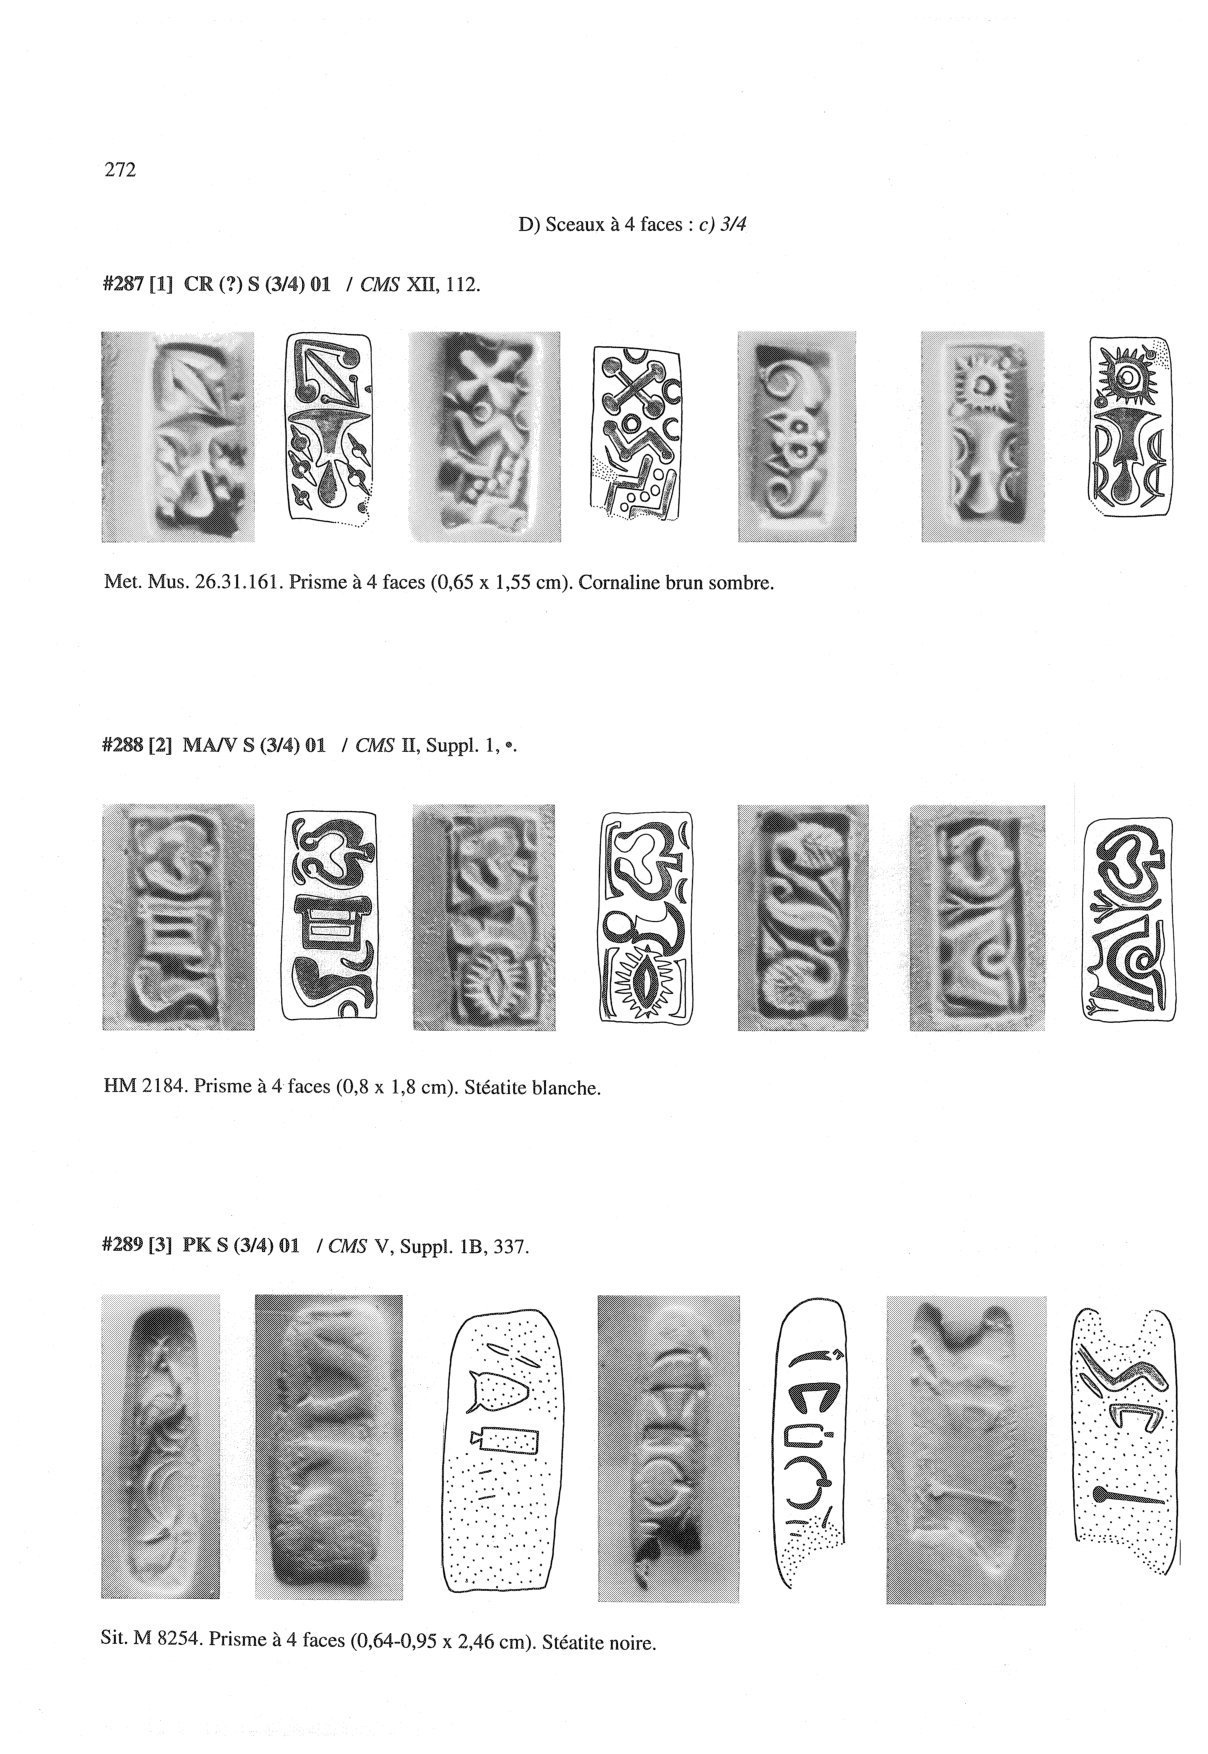 272
D) Sceaux à 4 faces : c) 3/4
#287 [1] CR (?) S (3/4) 01 / CMS XII, 112.
Met. Mus. 26.31.161. Prisme à 4 faces (0,65 x 1,55 cm). Cornaline brun sombre.
#288 [2] MA/V S (3/4) 01 / CMS II, Suppl. 1, •.
HM 2184. Prisme à 4 faces (0,8 x 1,8 cm). Stéatite blanche.
#289 [3] PK S (3/4) 01 / CMS V, Suppl. 1B, 337.
Sit. M 8254. Prisme à 4 faces (0,64-0,95 x 2,46 cm). Stéatite noire.